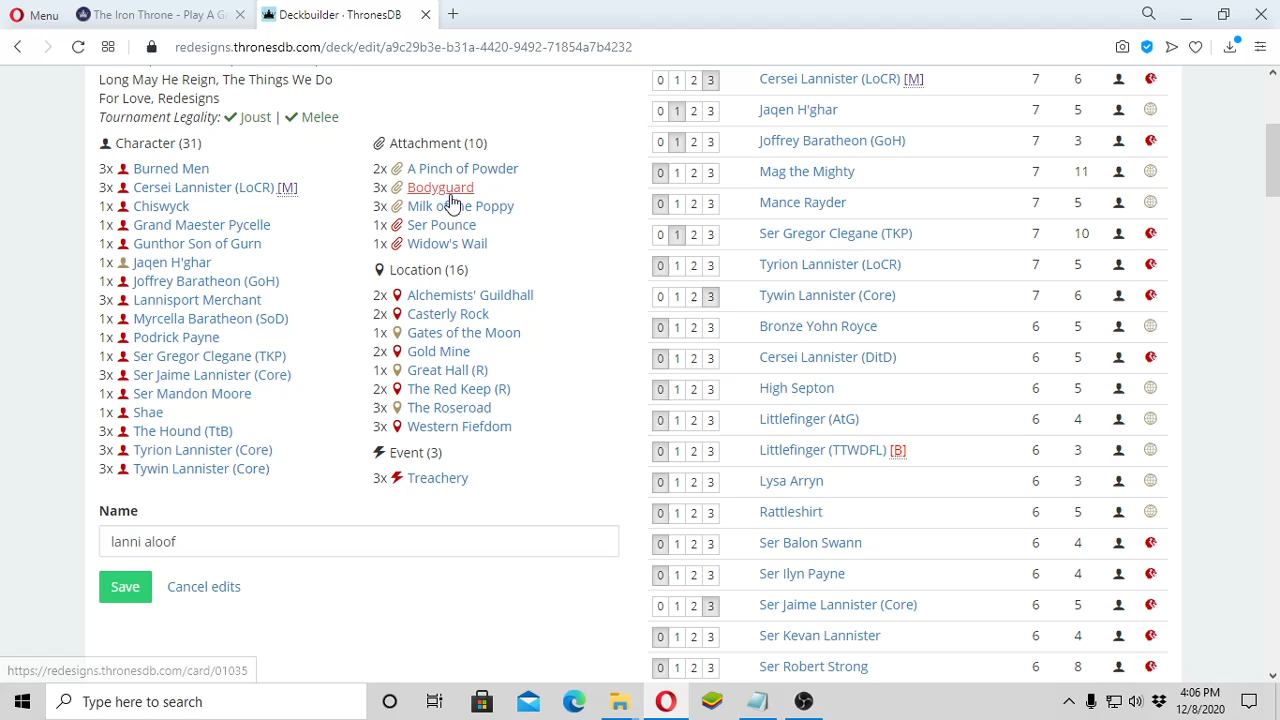 Menu
The Iron Throne - Play A G
Deckbuilder · ThronesDB
redesigns.thronesdb.com/deck/edit/a9c29b3e-b31a-4420-9492-71854a7b4232
Long May He Reign, The Things We Do
For Love, Redesigns
Tournament Legality: Joust | Melee
Character (31)
3x Burned Men
3x Cersei Lannister (LoCR) [M]
1x Chiswyck
1x Grand Maester Pycelle
1x Gunthor Son of Gurn
1x Jaqen H'ghar
1x Joffrey Baratheon (GoH)
3x Lannisport Merchant
1x Myrcella Baratheon (SoD)
1x Podrick Payne
1x Ser Gregor Clegane (TKP)
3x Ser Jaime Lannister (Core)
1x Ser Mandon Moore
1x Shae
3x The Hound (TtB)
3x Tyrion Lannister (Core)
3x Tywin Lannister (Core)
Attachment (10)
2x A Pinch of Powder
3x Bodyguard
3x Milk of the Poppy
1x Ser Pounce
1x Widow's Wail
Location (16)
2x Alchemists' Guildhall
2x Casterly Rock
1x Gates of the Moon
2x Gold Mine
1x Great Hall (R)
2x The Red Keep (R)
3x The Roseroad
3x Western Fiefdom
Event (3)
3x Treachery
Name
lanni aloof
Save Cancel edits
0 1 2 3 Cersei Lannister (LoCR) [M] 7 6
0 1 2 3 Jaqen H'ghar 7 5
0 1 2 3 Joffrey Baratheon (GoH) 7 3
0 1 2 3 Mag the Mighty 7 11
0 1 2 3 Mance Rayder 7 5
0 1 2 3 Ser Gregor Clegane (TKP) 7 10
0 1 2 3 Tyrion Lannister (LoCR) 7 5
0 1 2 3 Tywin Lannister (Core) 7 6
0 1 2 3 Bronze Yohn Royce 6 5
0 1 2 3 Cersei Lannister (DitD) 6 5
0 1 2 3 High Septon 6 5
0 1 2 3 Littlefinger (AtG) 6 4
0 1 2 3 Littlefinger (TTWDFL) [B] 6 3
0 1 2 3 Lysa Arryn 6 3
0 1 2 3 Rattleshirt 6 5
0 1 2 3 Ser Balon Swann 6 4
0 1 2 3 Ser Ilyn Payne 6 4
0 1 2 3 Ser Jaime Lannister (Core) 6 5
0 1 2 3 Ser Kevan Lannister 6 4
0 1 2 3 Ser Robert Strong 6 8
https://redesigns.thronesdb.com/card/01035
Type here to search
4:06 PM
12/8/2020